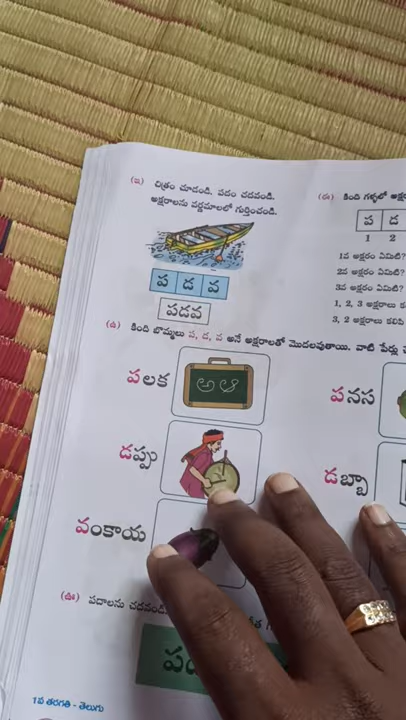 (ఇ) చిత్రం చూడండి. పదం చదవండి.
అక్షరాలను వర్ణమాలలో గుర్తించండి.
ప డ వ
పడవ
(ఈ) కింది గళ్ళలో
ప డ
1 2
1వ అక్షరం ఏమిటి?
2వ అక్షరం ఏమిటి?
3వ అక్షరం ఏమిటి?
1, 2, 3 అక్షరాలు
3, 2 అక్షరాలు కలిపి
(ఉ) కింది బొమ్మలు ప, డ, వ అనే అక్షరాలతో మొదలవుతాయి. వాటి పేర్లు
పలక
అ ఆ
పనస
డప్పు
డబ్బా
వంకాయ
(ఊ) పదాలను చదవండి.
1వ తరగతి - తెలుగు